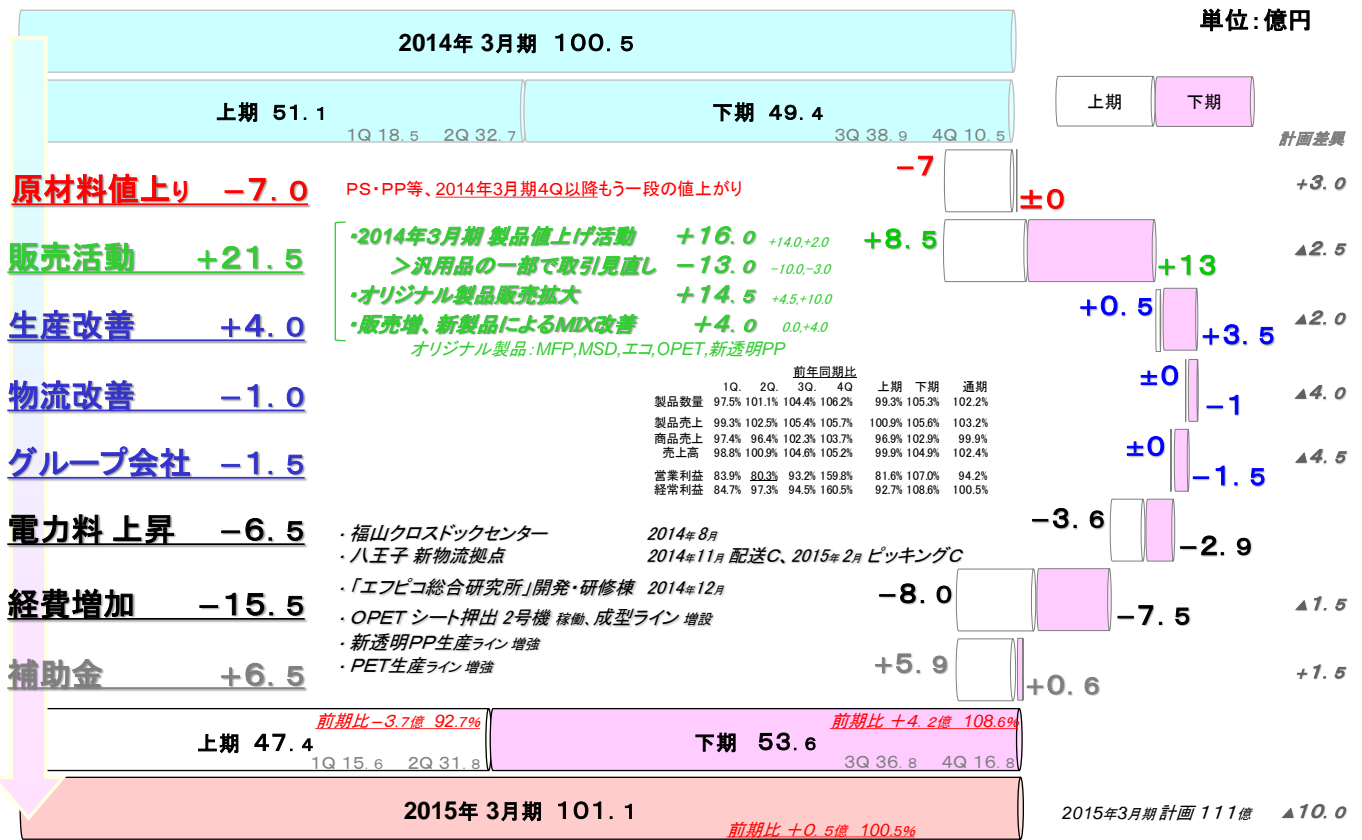 単位：億円
2014年 3月期 100.5
上期 51.1
1Q 18.5 2Q 32.7
下期 49.4
3Q 38.9 4Q 10.5
上期 下期
計画差異
原材料値上り －7.0
PS・PP等、2014年3月期4Q以降もう一段の値上がり
－7
±0
+3.0
販売活動 +21.5
・2014年3月期 製品値上げ活動 +16.0 +14.0,+2.0
＞汎用品の一部で取引見直し －13.0 -10.0,-3.0
・オリジナル製品販売拡大 +14.5 +4.5,+10.0
・販売増、新製品によるMIX改善 +4.0 0.0,+4.0
オリジナル製品：MFP,MSD,エコ,OPET,新透明PP
+8.5
+13
▲2.5
生産改善 +4.0
+0.5
+3.5
▲2.0
物流改善 －1.0
±0
－1
▲4.0
前年同期比
1Q. 2Q. 3Q. 4Q 上期 下期 通期
製品数量 97.5% 101.1% 104.4% 106.2% 99.3% 105.3% 102.2%
製品売上 99.3% 102.5% 105.4% 105.7% 100.9% 105.6% 103.2%
商品売上 97.4% 96.4% 102.3% 103.7% 96.9% 102.9% 99.9%
売上高 98.8% 100.9% 104.6% 105.2% 99.9% 104.9% 102.4%
営業利益 83.9% 80.3% 93.2% 159.8% 81.6% 107.0% 94.2%
経常利益 84.7% 97.3% 94.5% 160.5% 92.7% 108.6% 100.5%
グループ会社 －1.5
±0
－1.5
▲4.5
電力料 上昇 －6.5
－3.6
－2.9
・福山クロスドックセンター 2014年8月
・八王子 新物流拠点 2014年11月 配送C、2015年2月 ピッキングC
・「エフピコ総合研究所」開発・研修棟 2014年12月
・OPET シート押出 2号機 稼働、成型ライン 増設
・新透明PP生産ライン 増強
・PET生産ライン 増強
経費増加 －15.5
－8.0
－7.5
▲1.5
補助金 +6.5
+5.9
+0.6
+1.5
前期比－3.7億 92.7%
上期 47.4
1Q 15.6 2Q 31.8
前期比 +4.2億 108.6%
下期 53.6
3Q 36.8 4Q 16.8
2015年 3月期 101.1
前期比 +0.5億 100.5%
2015年3月期 計画 111億 ▲10.0